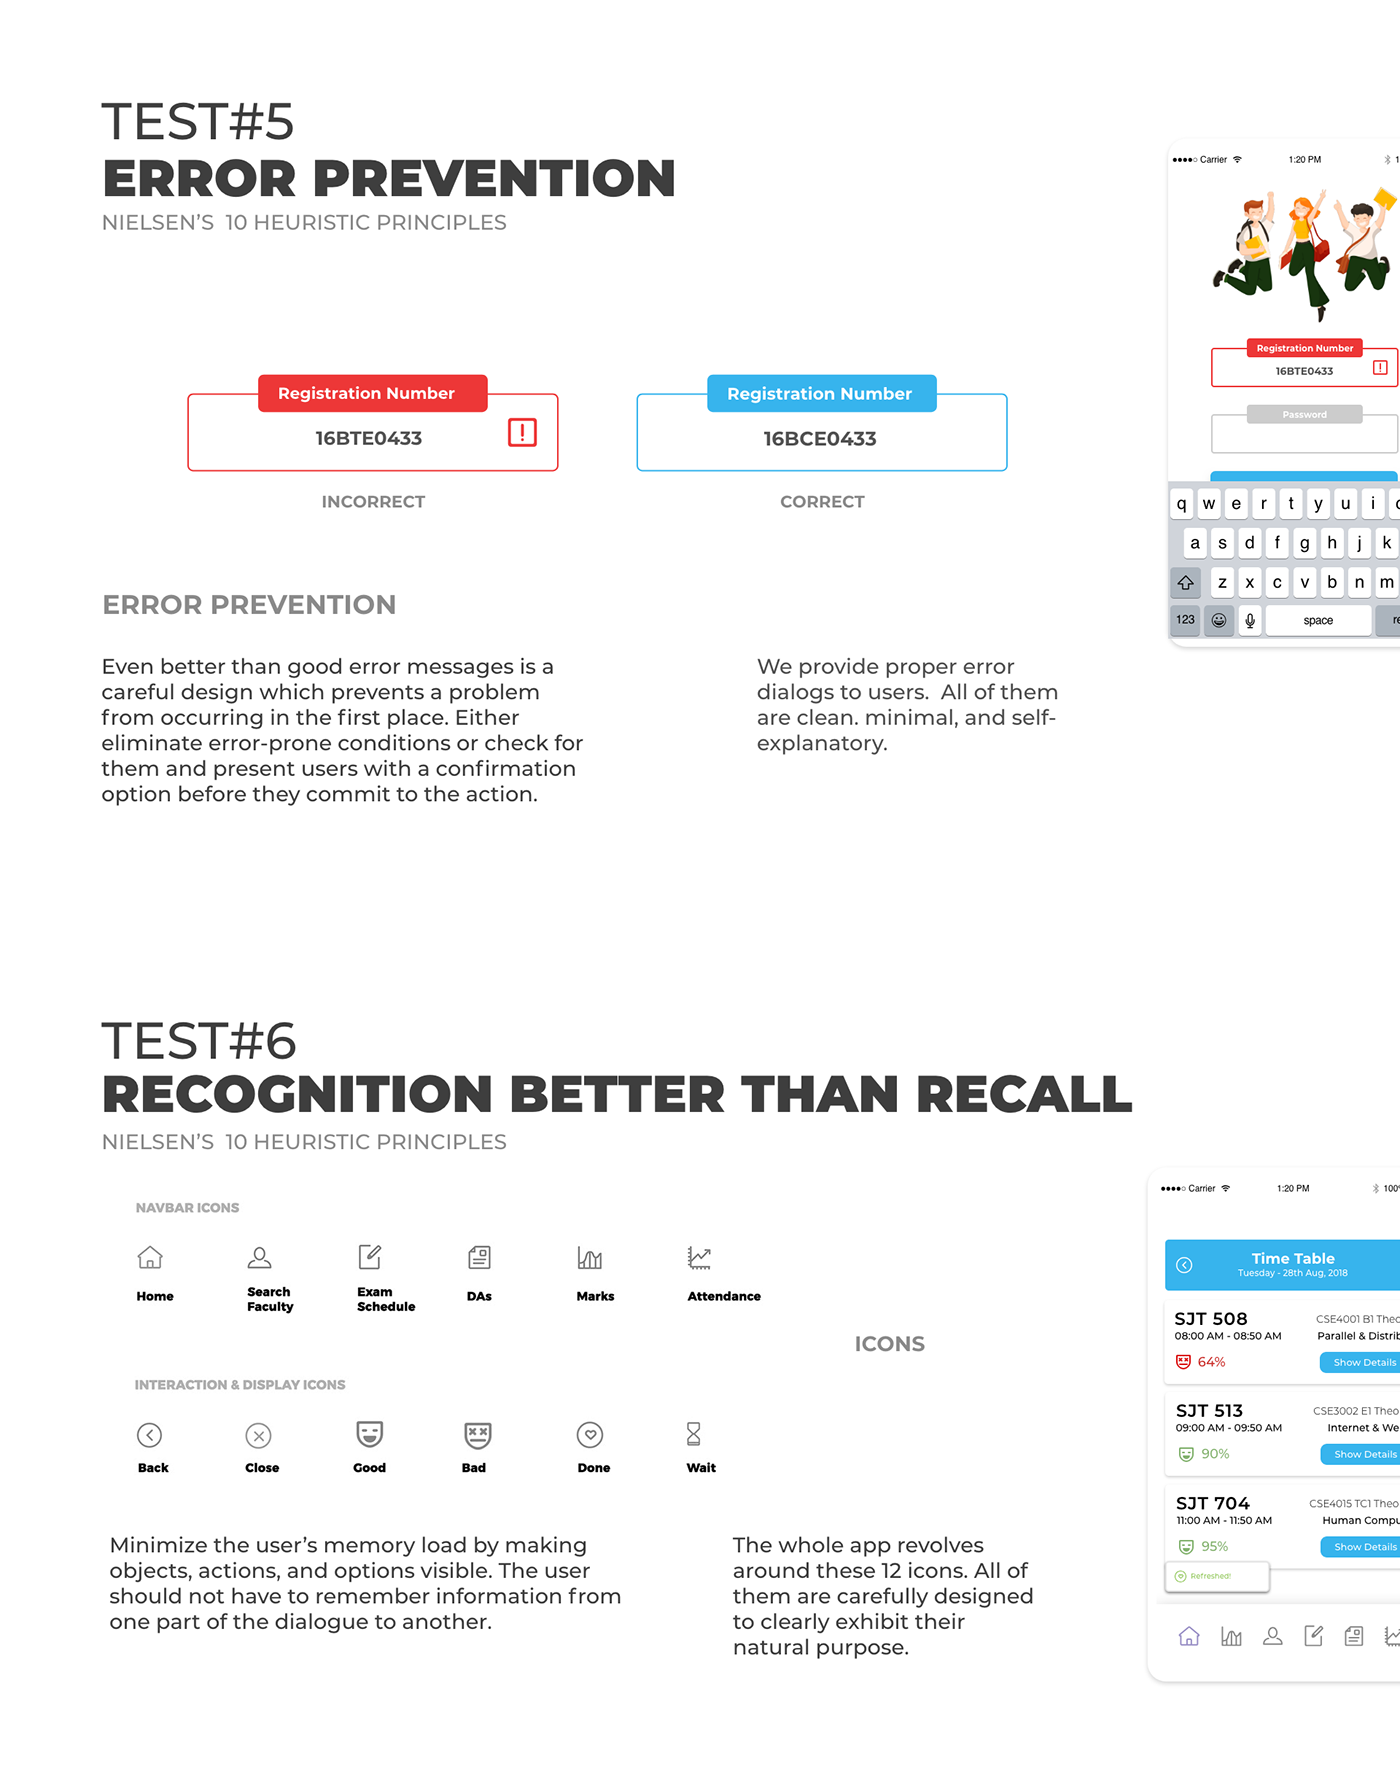 TEST#5
ERROR PREVENTION
NIELSEN'S 10 HEURISTIC PRINCIPLES
Registration Number
16BTE0433
INCORRECT
Registration Number
16BCE0433
CORRECT
ERROR PREVENTION
Even better than good error messages is a
careful design which prevents a problem
from occurring in the first place. Either
eliminate error-prone conditions or check for
them and present users with a confirmation
option before they commit to the action.
We provide proper error
dialogs to users. All of them
are clean. minimal, and self-
explanatory.
Carrier 1:20 PM
Registration Number
16BTE0433
Password
q w e r t y u i
a s d f g h j k
z x c v b n m
123 space
TEST#6
RECOGNITION BETTER THAN RECALL
NIELSEN'S 10 HEURISTIC PRINCIPLES
NAVBAR ICONS
Home
Search
Faculty
Exam
Schedule
DAs
Marks
Attendance
ICONS
INTERACTION & DISPLAY ICONS
Back
Close
Good
Bad
Done
Wait
Minimize the user's memory load by making
objects, actions, and options visible. The user
should not have to remember information from
one part of the dialogue to another.
The whole app revolves
around these 12 icons. All of
them are carefully designed
to clearly exhibit their
natural purpose.
Carrier 1:20 PM 100%
Time Table
Tuesday - 28th Aug, 2018
SJT 508
08:00 AM - 08:50 AM
64%
CSE4001 B1 Theo
Parallel & Distrib
Show Details
SJT 513
09:00 AM - 09:50 AM
90%
CSE3002 E1 Theo
Internet & We
Show Details
SJT 704
11:00 AM - 11:50 AM
95%
CSE4015 TC1 Theo
Human Compu
Show Details
Refreshed!